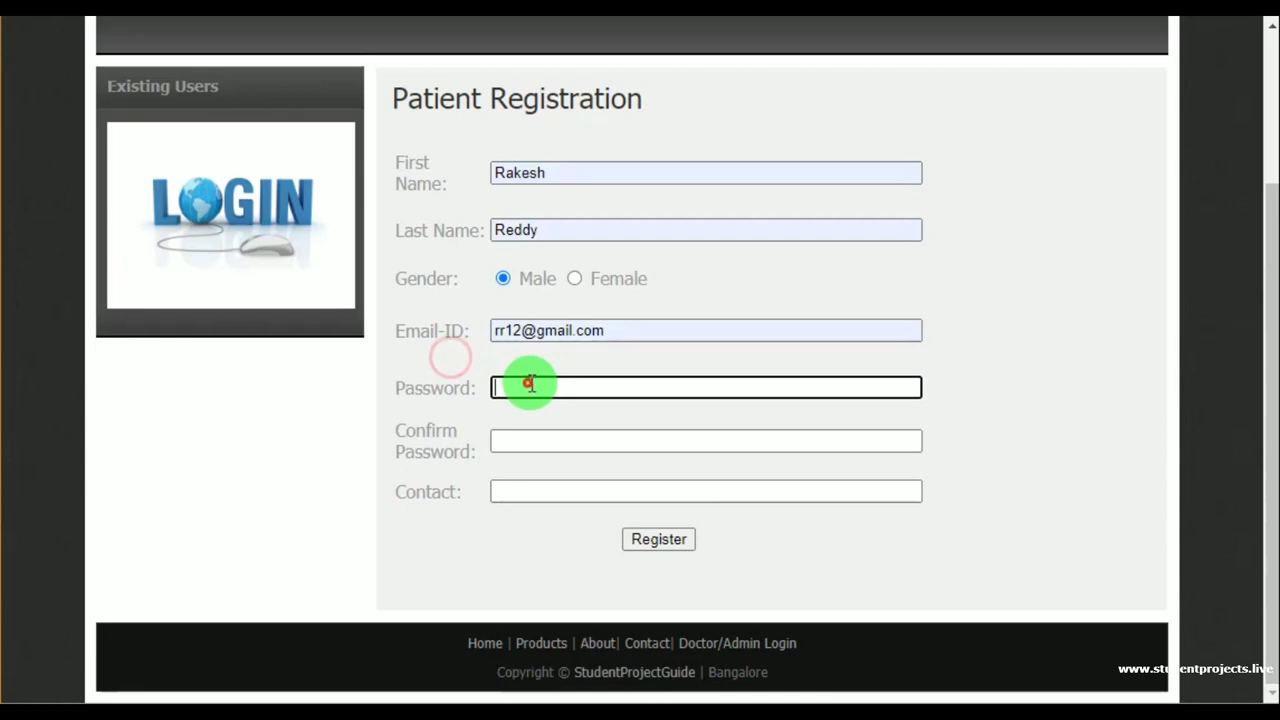 Existing Users
LOGIN
Patient Registration
First Name: Rakesh
Last Name: Reddy
Gender: Male Female
Email-ID: rr12@gmail.com
Password:
Confirm Password:
Contact:
Register
Home | Products | About| Contact| Doctor/Admin Login
Copyright © StudentProjectGuide | Bangalore
www.studentprojects.live